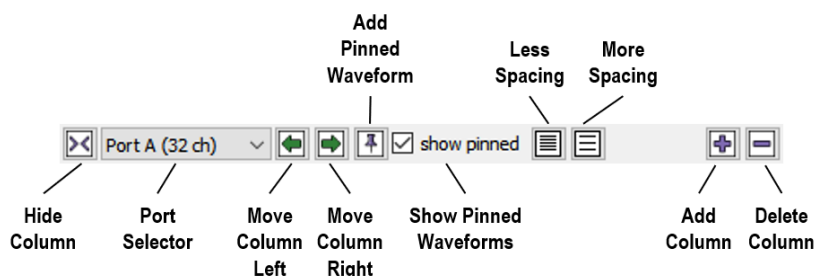 Add
Pinned
Waveform
Less
Spacing
More
Spacing
Port A (32 ch)
show pinned
Hide
Column
Port
Selector
Move
Column
Left
Move
Column
Right
Show Pinned
Waveforms
Add
Column
Delete
Column